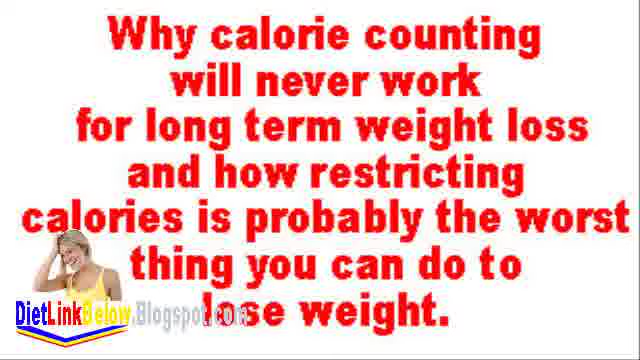 Why calorie counting
will never work
for long term weight loss
and how restricting
calories is probably the worst
thing you can do to
lose weight.
DietLinkBelow.Blogspot.com